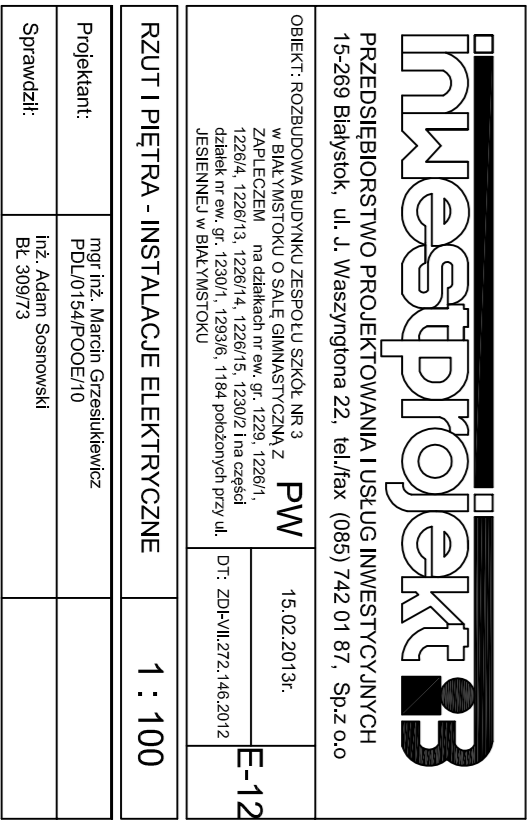 inwestprojekt i3
PRZEDSIĘBIORSTWO PROJEKTOWANIA I USŁUG INWESTYCYJNYCH
15-269 Białystok, ul. J. Waszyngtona 22, tel./fax (085) 742 01 87, Sp.z o.o
OBIEKT: ROZBUDOWA BUDYNKU ZESPOŁU SZKÓŁ NR 3
w BIAŁYMSTOKU O SALĘ GIMNASTYCZNĄ Z
ZAPLECZEM na działkach nr ew. gr. 1229, 1226/1,
1226/4, 1226/13, 1226/14, 1226/15, 1230/2 i na części
działek nr ew. gr. 1230/1, 1293/6, 1184 położonych przy ul.
JESIENNEJ w BIAŁYMSTOKU
PW
15.02.2013r.
DT: ZDI-VII.272.146.2012
E-12
RZUT I PIĘTRA - INSTALACJE ELEKTRYCZNE
1 : 100
Projektant:
mgr inż. Marcin Grzesiukiewicz
PDL/0154/POOE/10
Sprawdził:
inż. Adam Sosnowski
BŁ 309/73